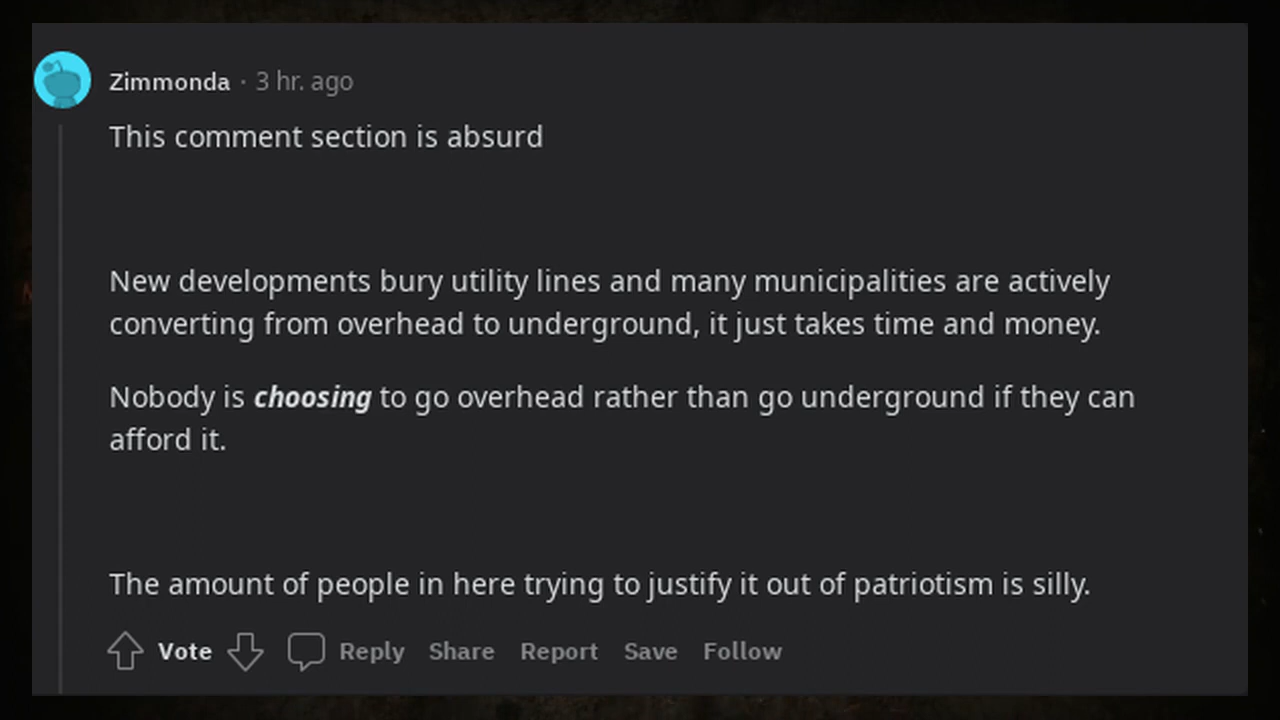 Zimmonda · 3 hr. ago
This comment section is absurd
New developments bury utility lines and many municipalities are actively
converting from overhead to underground, it just takes time and money.
Nobody is choosing to go overhead rather than go underground if they can
afford it.
The amount of people in here trying to justify it out of patriotism is silly.
Vote Reply Share Report Save Follow